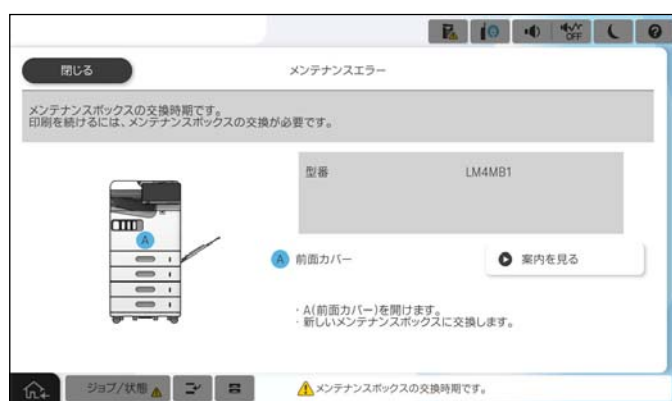 OFF
閉じる
メンテナンスエラー
メンテナンスボックスの交換時期です。
印刷を続けるには、メンテナンスボックスの交換が必要です。
型番 LM4MB1
A
A 前面カバー
案内を見る
・A(前面カバー)を開けます。
・新しいメンテナンスボックスに交換します。
ジョブ/状態
メンテナンスボックスの交換時期です。